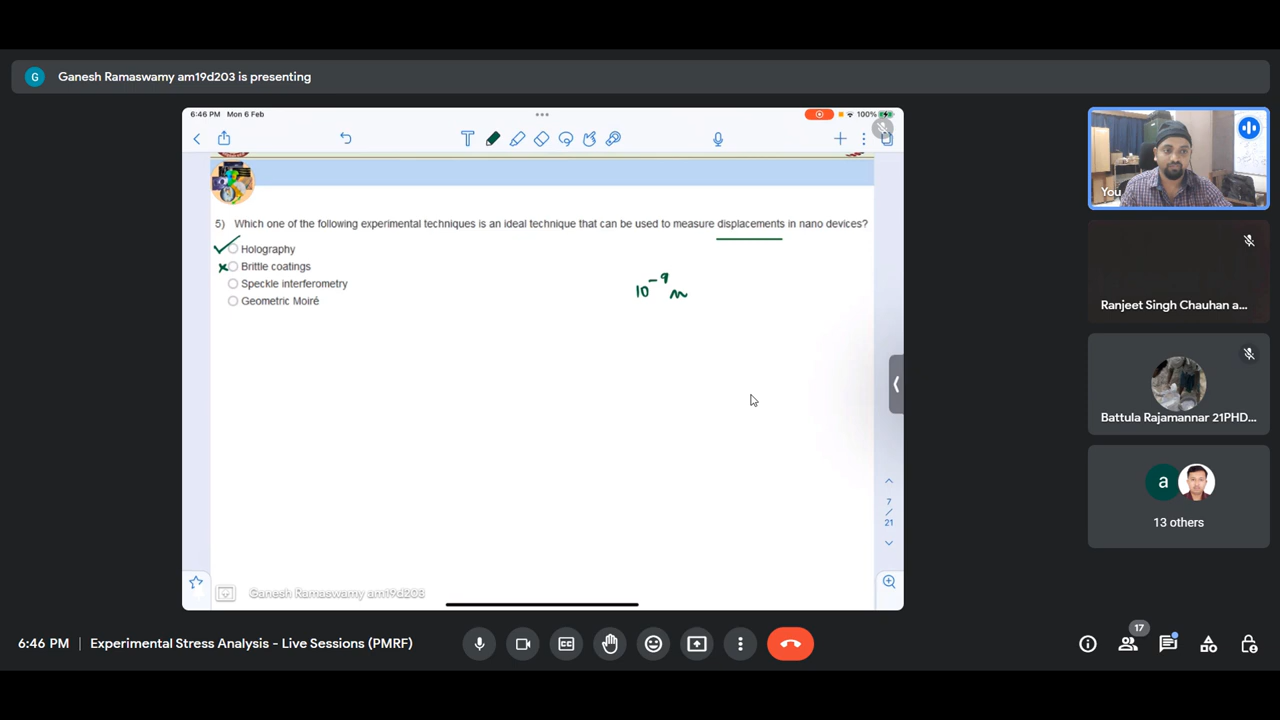 G Ganesh Ramaswamy am19d203 is presenting
6:46 PM Mon 6 Feb
100%
5) Which one of the following experimental techniques is an ideal technique that can be used to measure displacements in nano devices?
Holography
Brittle coatings
Speckle interferometry
Geometric Moiré
10⁻⁹ m
7
/
21
Ganesh Ramaswamy am19d203
You
Ranjeet Singh Chauhan a...
Battula Rajamannar 21PHD...
a
13 others
6:46 PM | Experimental Stress Analysis - Live Sessions (PMRF)
17